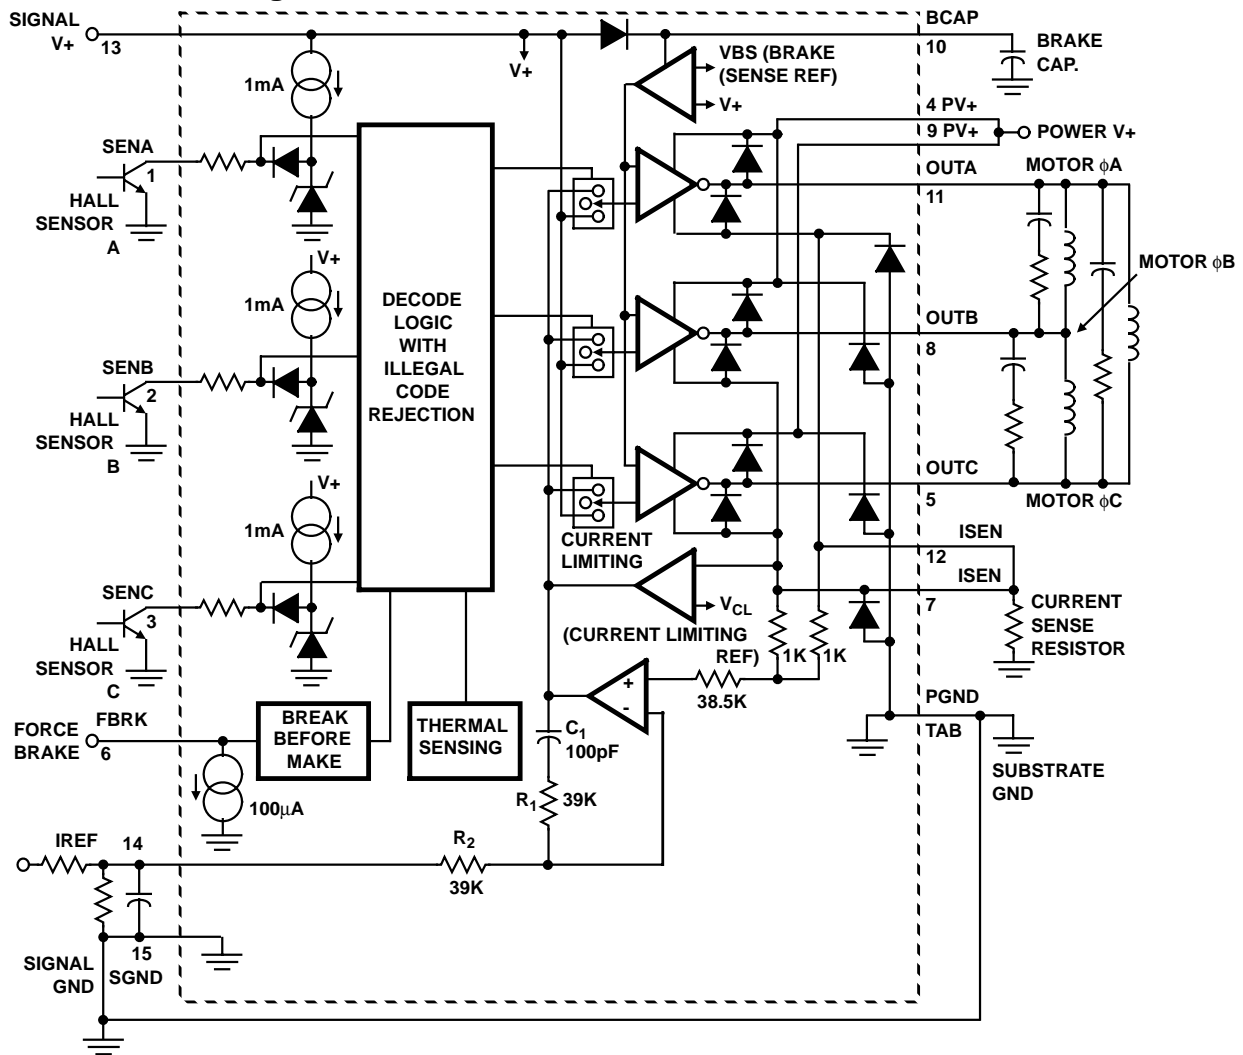 SIGNAL
V+
13
BCAP
10
BRAKE
CAP.
V+
VBS (BRAKE
(SENSE REF)
V+
1mA
4 PV+
9 PV+
POWER V+
SENA
1
HALL
SENSOR
A
OUTA
11
MOTOR ϕA
MOTOR ϕB
V+
1mA
DECODE
LOGIC
WITH
ILLEGAL
CODE
REJECTION
OUTB
8
SENB
2
HALL
SENSOR
B
V+
1mA
OUTC
5
MOTOR ϕC
CURRENT
LIMITING
ISEN
12
ISEN
7
VCL
(CURRENT LIMITING
REF)
1K
1K
CURRENT
SENSE
RESISTOR
SENC
3
HALL
SENSOR
C
38.5K
+
-
FBRK
FORCE
BRAKE
6
BREAK
BEFORE
MAKE
THERMAL
SENSING
C1
100pF
PGND
TAB
SUBSTRATE
GND
100µA
R1
39K
IREF
14
R2
39K
15
SIGNAL
GND
SGND